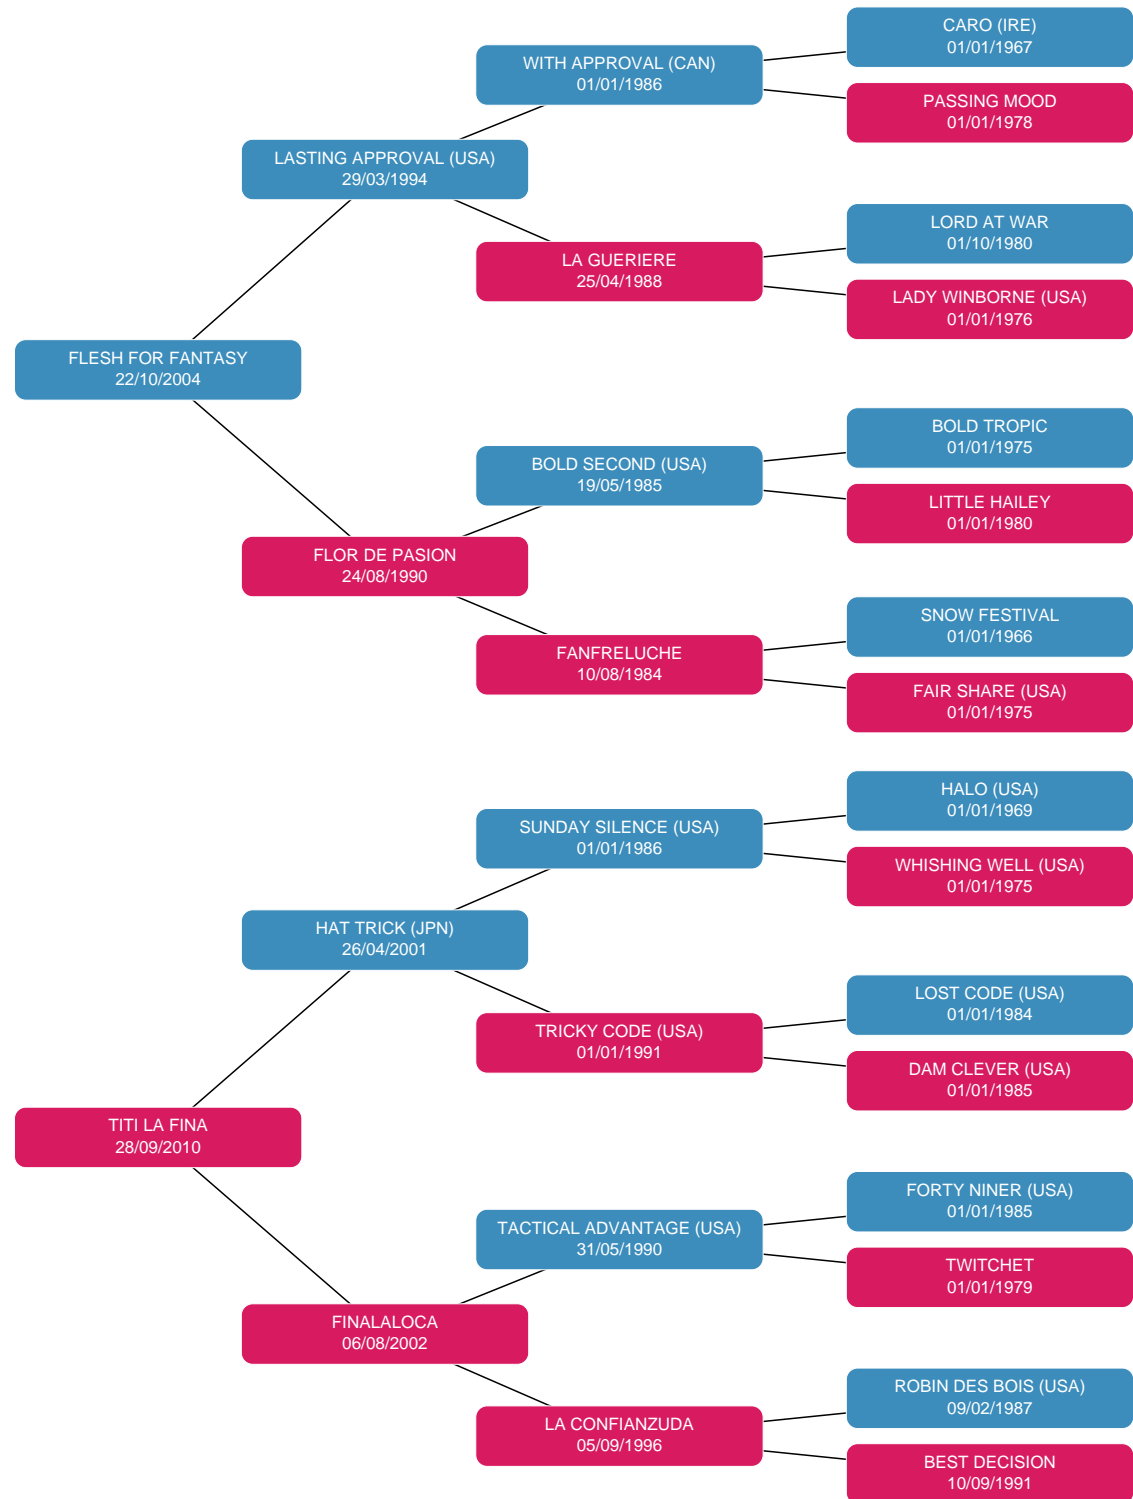 CARO (IRE)
01/01/1967
WITH APPROVAL (CAN)
01/01/1986
PASSING MOOD
01/01/1978
LASTING APPROVAL (USA)
29/03/1994
LORD AT WAR
01/10/1980
LA GUERIERE
25/04/1988
LADY WINBORNE (USA)
01/01/1976
FLESH FOR FANTASY
22/10/2004
BOLD TROPIC
01/01/1975
BOLD SECOND (USA)
19/05/1985
LITTLE HAILEY
01/01/1980
FLOR DE PASION
24/08/1990
SNOW FESTIVAL
01/01/1966
FANFRELUCHE
10/08/1984
FAIR SHARE (USA)
01/01/1975
HALO (USA)
01/01/1969
SUNDAY SILENCE (USA)
01/01/1986
WHISHING WELL (USA)
01/01/1975
HAT TRICK (JPN)
26/04/2001
LOST CODE (USA)
01/01/1984
TRICKY CODE (USA)
01/01/1991
DAM CLEVER (USA)
01/01/1985
TITI LA FINA
28/09/2010
FORTY NINER (USA)
01/01/1985
TACTICAL ADVANTAGE (USA)
31/05/1990
TWITCHET
01/01/1979
FINALALOCA
06/08/2002
ROBIN DES BOIS (USA)
09/02/1987
LA CONFIANZUDA
05/09/1996
BEST DECISION
10/09/1991